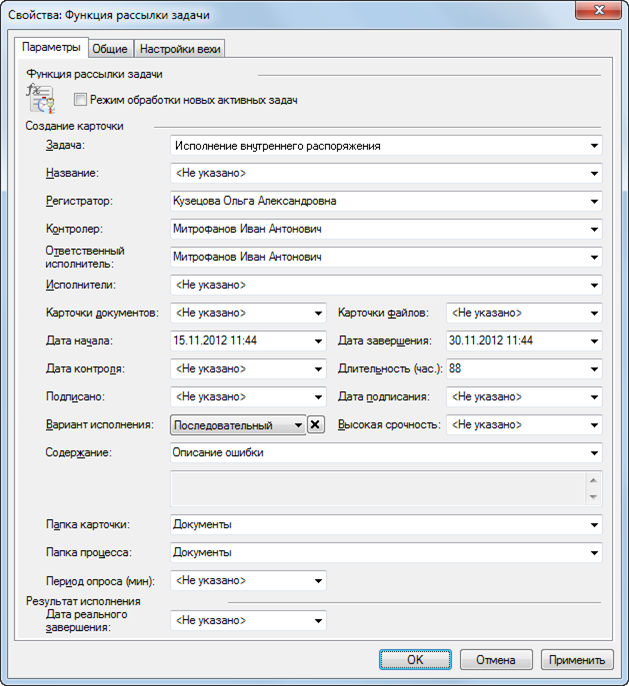 Свойства: Функция рассылки задачи
Параметры Общие Настройки вехи
Функция рассылки задачи
Режим обработки новых активных задач
Создание карточки
Задача: Исполнение внутреннего распоряжения
Название: <Не указано>
Регистратор: Кузецова Ольга Александровна
Контролер: Митрофанов Иван Антонович
Ответственный
исполнитель: Митрофанов Иван Антонович
Исполнители: <Не указано>
Карточки документов: <Не указано> Карточки файлов: <Не указано>
Дата начала: 15.11.2012 11:44 Дата завершения: 30.11.2012 11:44
Дата контроля: <Не указано> Длительность (час.): 88
Подписано: <Не указано> Дата подписания: <Не указано>
Вариант исполнения: Последовательный Высокая срочность: <Не указано>
Содержание: Описание ошибки
Папка карточки: Документы
Папка процесса: Документы
Период опроса (мин): <Не указано>
Результат исполнения
Дата реального
завершения: <Не указано>
OK Отмена Применить